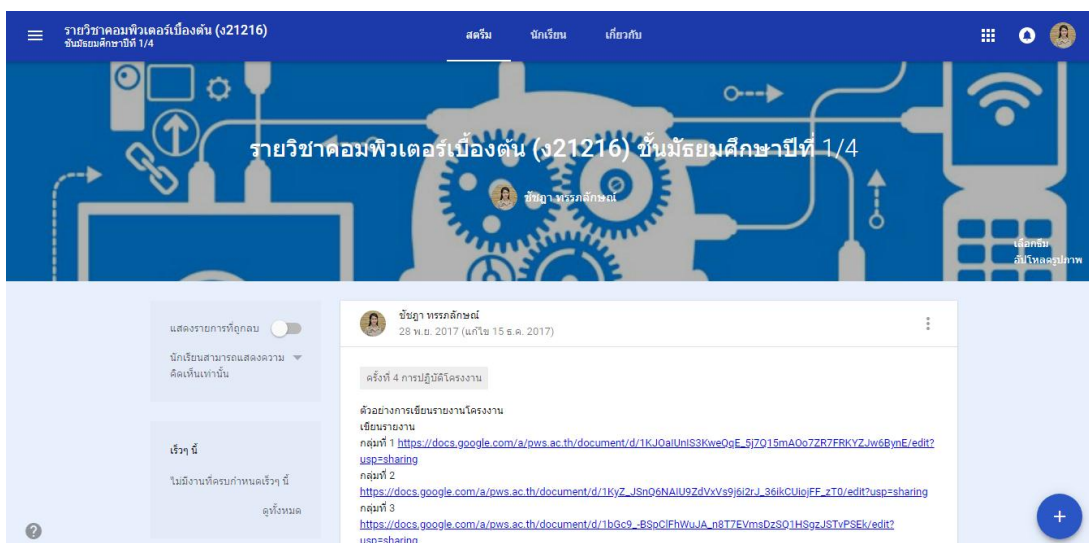 รายวิชาคอมพิวเตอร์เบื้องต้น (ง21216)
ชั้นมัธยมศึกษาปีที่ 1/4
สตรีม นักเรียน เกี่ยวกับ
รายวิชาคอมพิวเตอร์เบื้องต้น (ง21216) ชั้นมัธยมศึกษาปีที่ 1/4
ชัชฎา ทรรภลักษณ์
เลือกธีม
อัปโหลดรูปภาพ
แสดงรายการที่ถูกลบ
นักเรียนสามารถแสดงความ
คิดเห็นเท่านั้น
เร็วๆ นี้
ไม่มีงานที่ครบกำหนดเร็วๆ นี้
ดูทั้งหมด
ชัชฎา ทรรภลักษณ์
28 พ.ย. 2017 (แก้ไข 15 ธ.ค. 2017)
ครั้งที่ 4 การปฏิบัติโครงงาน
ตัวอย่างการเขียนรายงานโครงงาน
เขียนรายงาน
กลุ่มที่ 1 https://docs.google.com/a/pws.ac.th/document/d/1KJOaIUnIS3KweQqE_5j7Q15mAOo7ZR7FRKYZJw6BynE/edit?
usp=sharing
กลุ่มที่ 2
https://docs.google.com/a/pws.ac.th/document/d/1KyZ_JSnQ6NAIU9ZdVxVs9j6i2rJ_36ikCUiojFF_zT0/edit?usp=sharing
กลุ่มที่ 3
https://docs.google.com/a/pws.ac.th/document/d/1bGc9_-BSpClFhWuJA_n8T7EVmsDzSQ1HSgzJSTvPSEk/edit?
usp=sharing